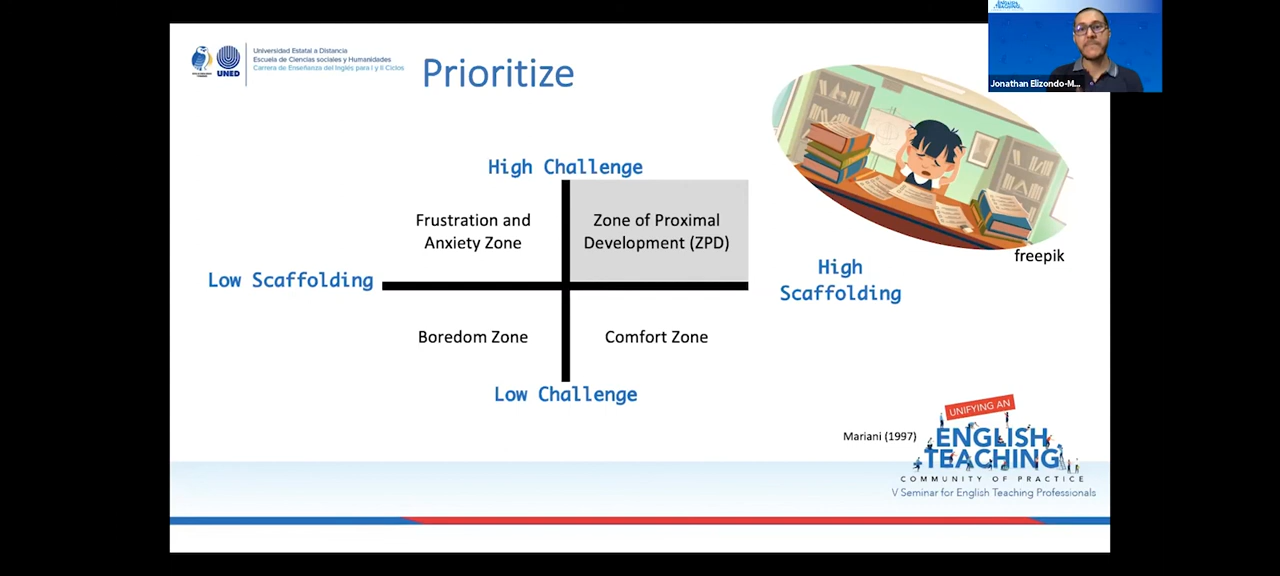 ENGLISH
TEACHING
Jonathan Elizondo-M...
Universidad Estatal a Distancia
Escuela de Ciencias sociales y Humanidades
Carrera de Enseñanza del Inglés para I y II Ciclos
UNED
Prioritize
High Challenge
Frustration and
Anxiety Zone
Zone of Proximal
Development (ZPD)
freepik
Low Scaffolding
High
Scaffolding
Boredom Zone
Comfort Zone
Low Challenge
Mariani (1997)
UNIFYING AN
ENGLISH
TEACHING
COMMUNITY OF PRACTICE
V Seminar for English Teaching Professionals